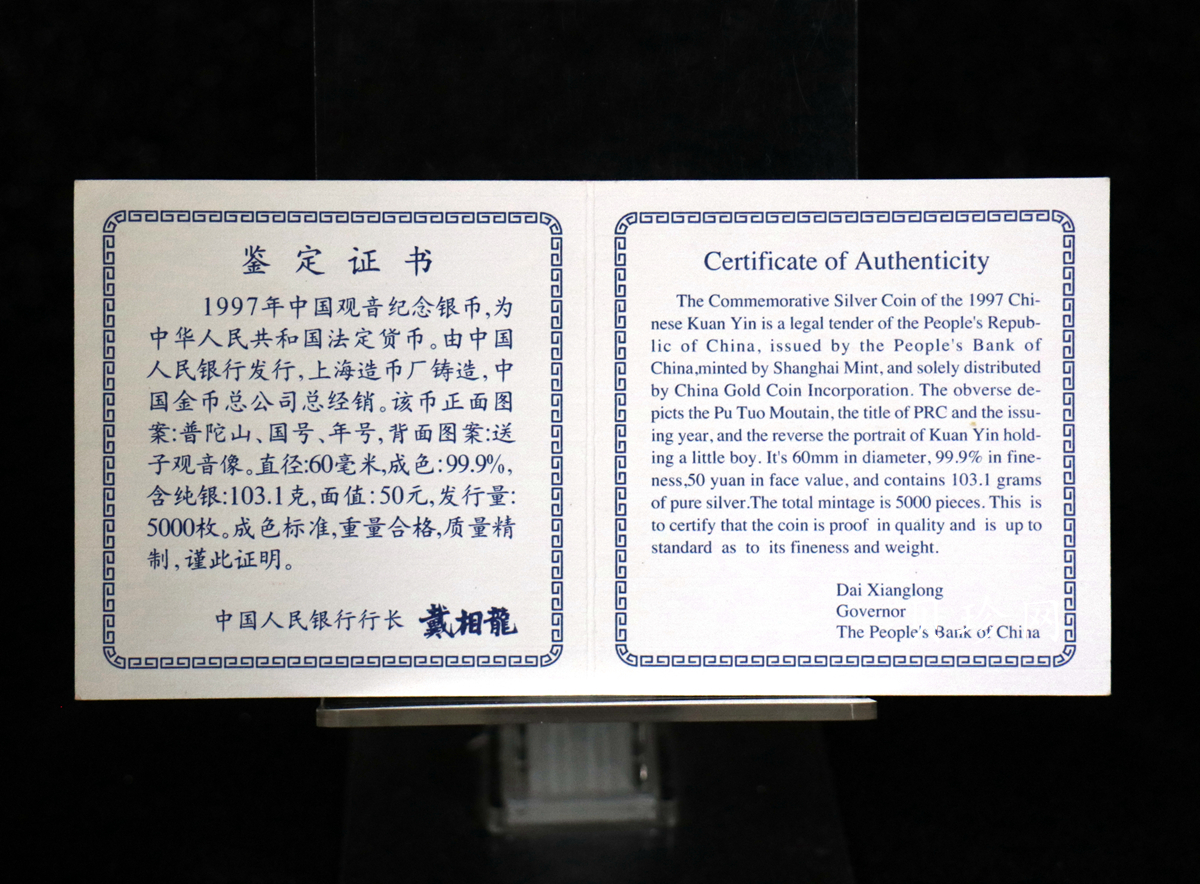 鉴定证书
1997年中国观音纪念银币,为
中华人民共和国法定货币。由中国
人民银行发行,上海造币厂铸造,中
国金币总公司总经销。该币正面图
案:普陀山、国号、年号,背面图案:送
子观音像。直径:60毫米,成色:99.9%,
含纯银:103.1克,面值:50元,发行量:
5000枚。成色标准,重量合格,质量精
制,谨此证明。
中国人民银行行长 戴相龍
Certificate of Authenticity
The Commemorative Silver Coin of the 1997 Chi-
nese Kuan Yin is a legal tender of the People's Repub-
lic of China, issued by the People's Bank of
China,minted by Shanghai Mint, and solely distributed
by China Gold Coin Incorporation. The obverse de-
picts the Pu Tuo Moutain, the title of PRC and the issu-
ing year, and the reverse the portrait of Kuan Yin hold-
ing a little boy. It's 60mm in diameter, 99.9% in fine-
ness,50 yuan in face value, and contains 103.1 grams
of pure silver.The total mintage is 5000 pieces. This is
to certify that the coin is proof in quality and is up to
standard as to its fineness and weight.
Dai Xianglong
Governor
The People's Bank of China